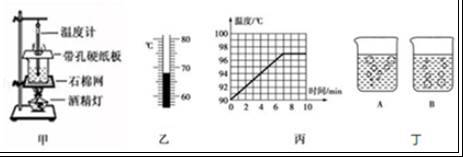 温度计
带孔硬纸板
石棉网
酒精灯
甲
℃
80
70
60
乙
温度/℃
100
98
96
94
92
90
0 2 4 6 8 10
时间/min
丙
A
B
丁